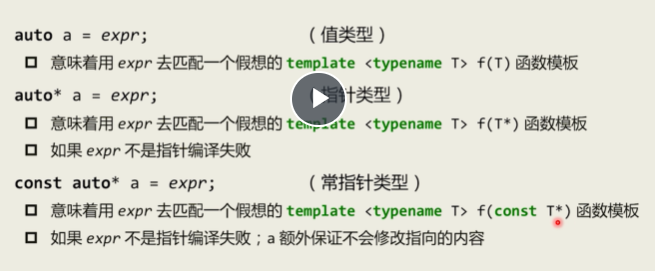 auto a = expr; （值类型）
意味着用 expr 去匹配一个假想的 template <typename T> f(T) 函数模板
auto* a = expr; （指针类型）
意味着用 expr 去匹配一个假想的 template <typename T> f(T*) 函数模板
如果 expr 不是指针编译失败
const auto* a = expr; （常指针类型）
意味着用 expr 去匹配一个假想的 template <typename T> f(const T*) 函数模板
如果 expr 不是指针编译失败；a 额外保证不会修改指向的内容